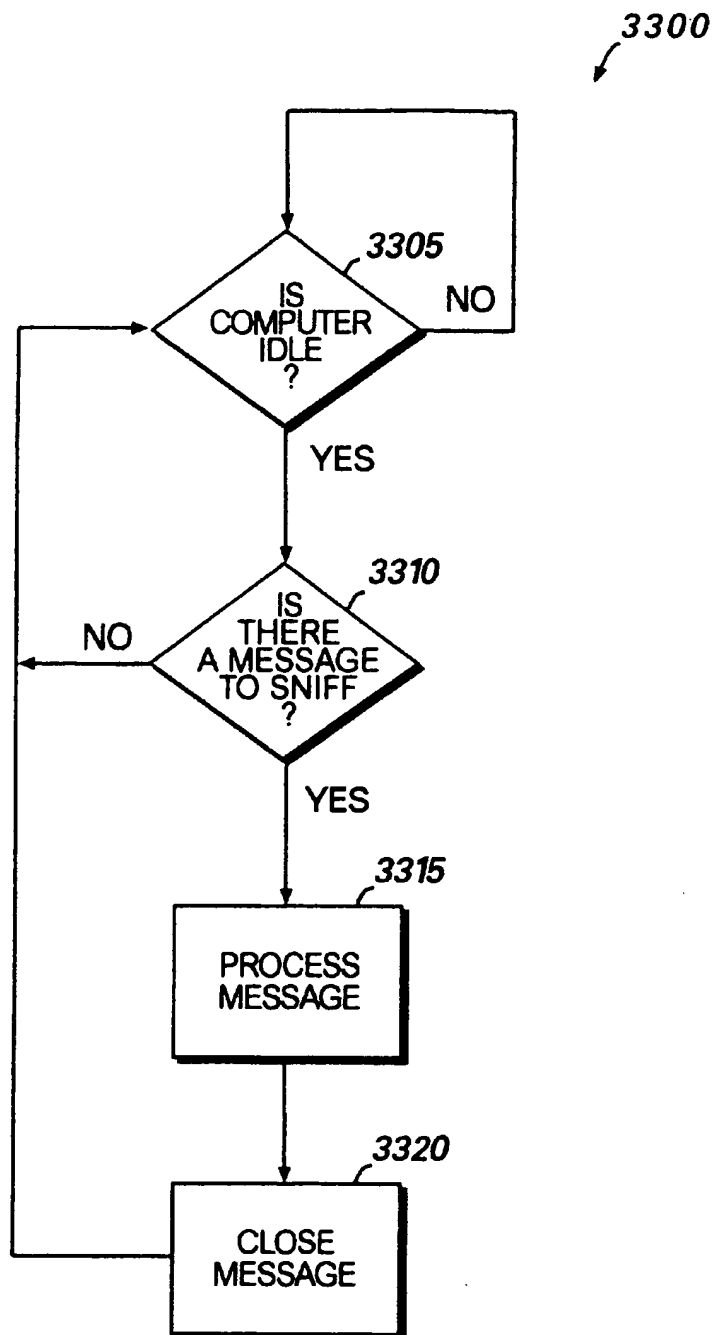 3300
3305
IS
COMPUTER
IDLE
?
NO
YES
3310
IS
THERE
A MESSAGE
TO SNIFF
?
NO
YES
3315
PROCESS
MESSAGE
3320
CLOSE
MESSAGE